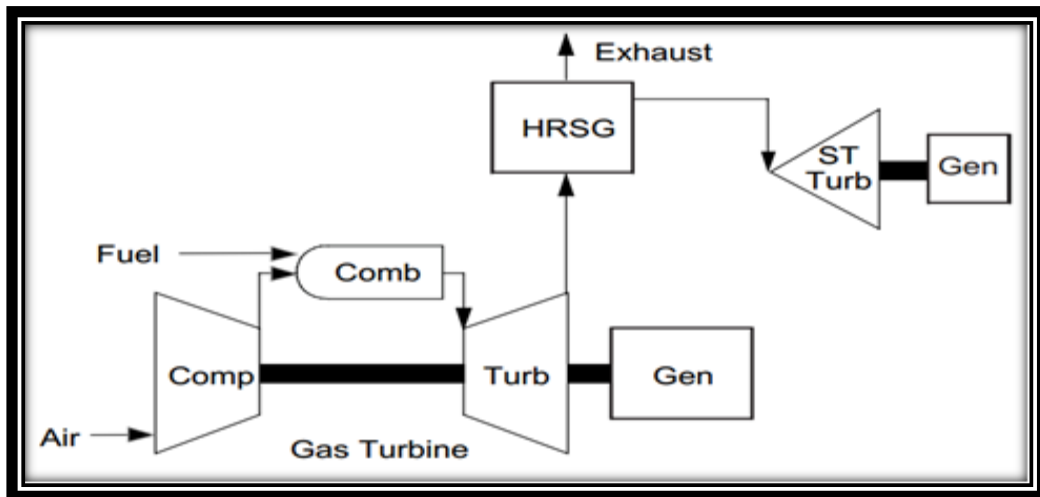 Exhaust
HRSG
ST
Turb
Gen
Fuel
Comb
Comp
Turb
Gen
Air
Gas Turbine